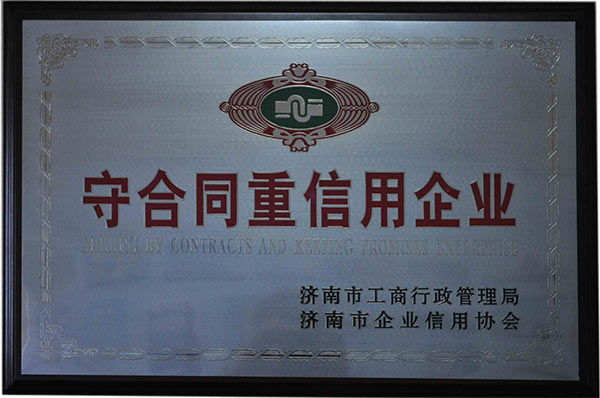 守合同重信用企业
ABIDING BY CONTRACTS AND KEEPING PROMISES ENTERPRISE
济南市工商行政管理局
济南市企业信用协会